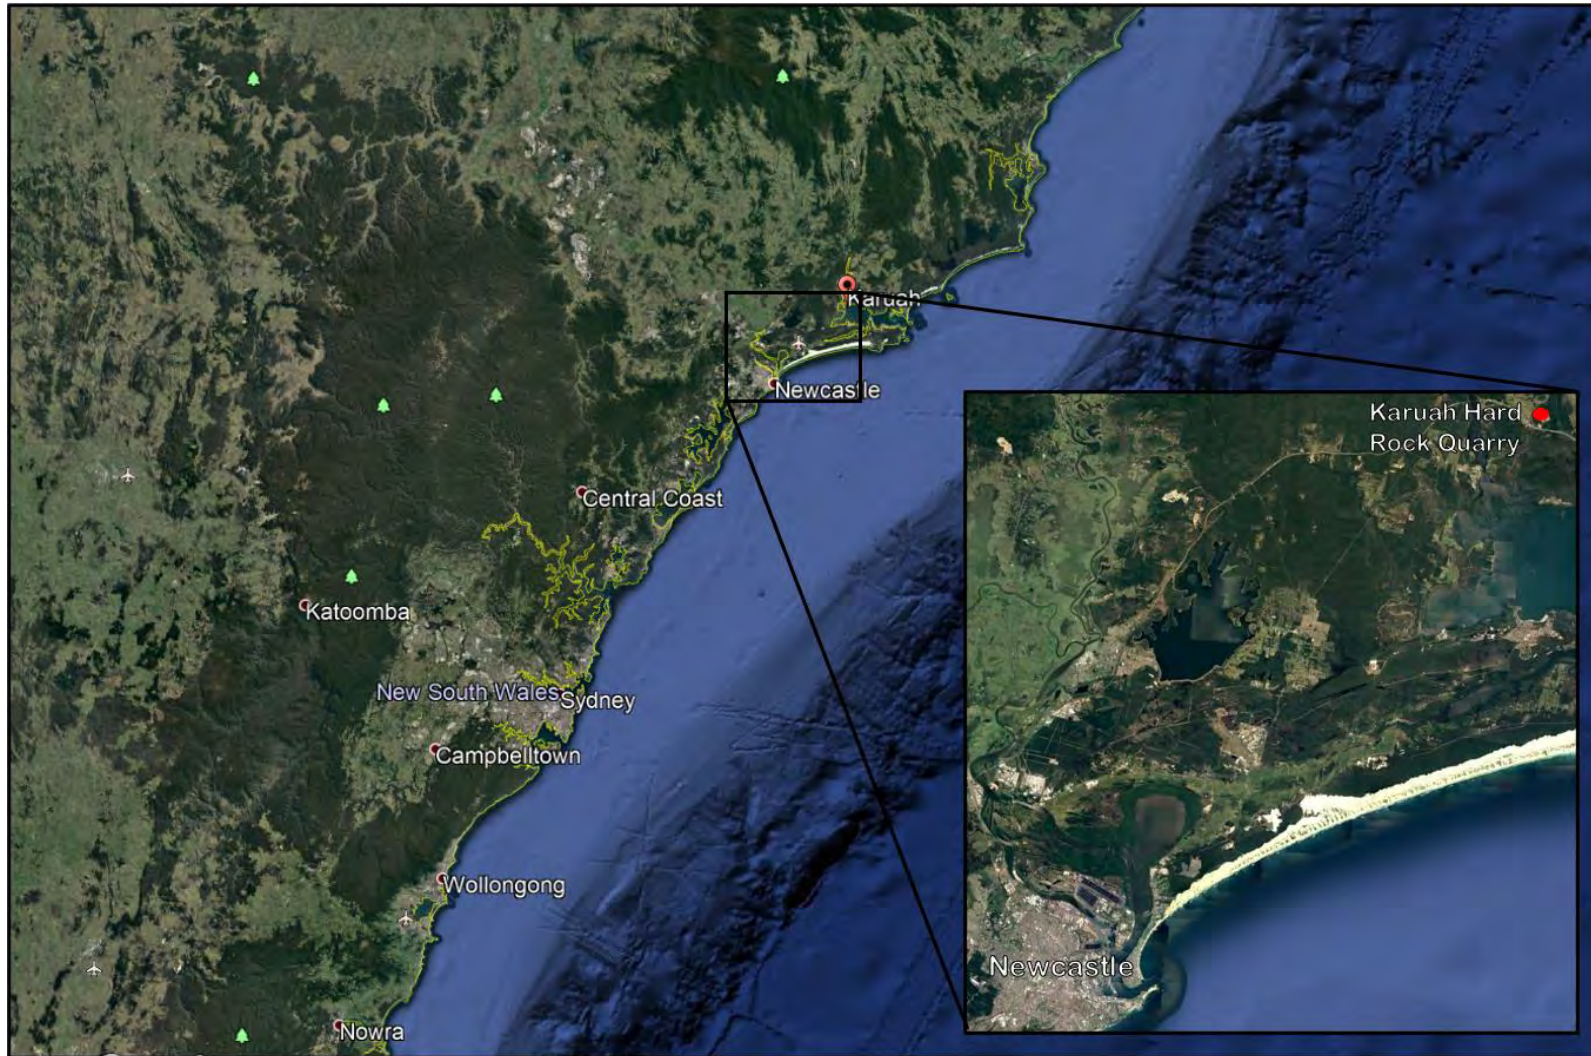 Karuah
Newcastle
Central Coast
Katoomba
New South Wales
Sydney
Campbelltown
Wollongong
Nowra
Karuah Hard
Rock Quarry
Newcastle